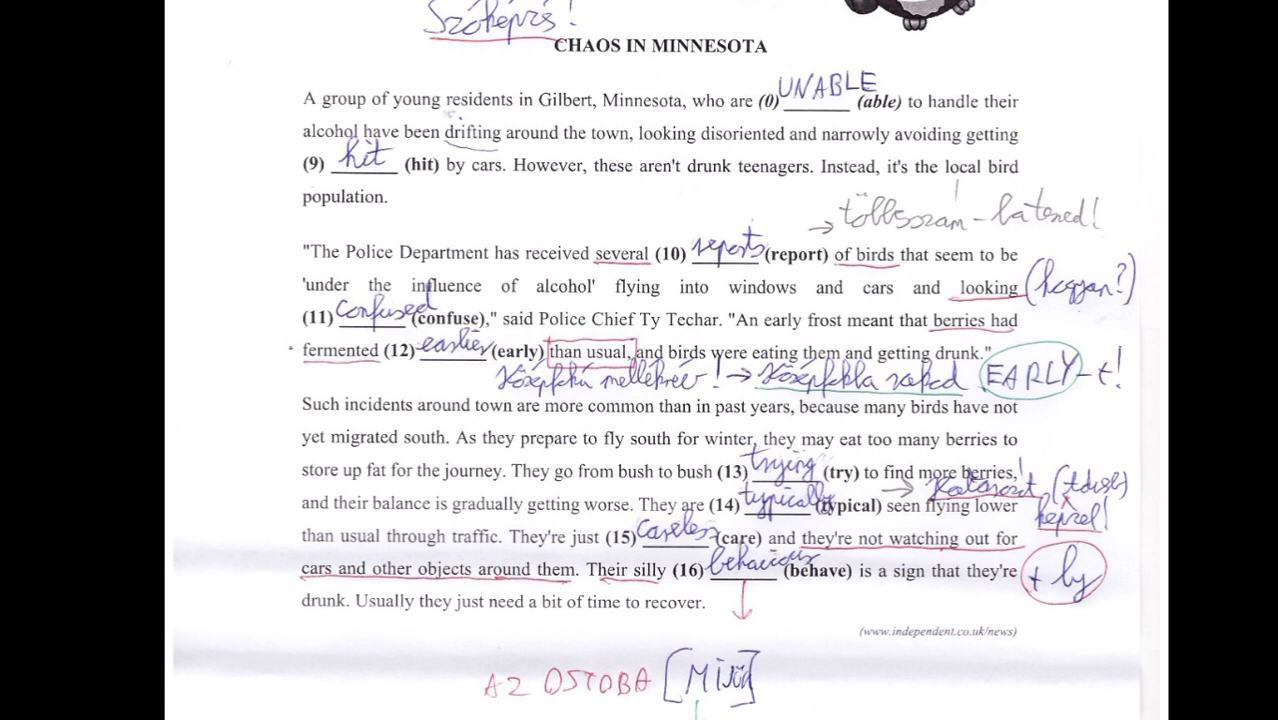 Szóképzés!
CHAOS IN MINNESOTA
A group of young residents in Gilbert, Minnesota, who are (0) UNABLE (able) to handle their
alcohol have been drifting around the town, looking disoriented and narrowly avoiding getting
(9) hit (hit) by cars. However, these aren't drunk teenagers. Instead, it's the local bird
population.
→ többszám
"The Police Department has received several (10) reports (report) of birds that seem to be
'under the influence of alcohol' flying into windows and cars and looking (hogyan?)
(11) confused (confuse)," said Police Chief Ty Techar. "An early frost meant that berries had
fermented (12) earlier (early) than usual, and birds were eating them and getting drunk."
Középfokú melléknév! → Középfokba raked EARLY-t!
Such incidents around town are more common than in past years, because many birds have not
yet migrated south. As they prepare to fly south for winter, they may eat too many berries to
store up fat for the journey. They go from bush to bush (13) trying (try) to find more berries,
and their balance is gradually getting worse. They are (14) typically (typical) seen flying lower
than usual through traffic. They're just (15) careless (care) and they're not watching out for
cars and other objects around them. Their silly (16) behaviour (behave) is a sign that they're
+ ly
drunk. Usually they just need a bit of time to recover.
(www.independent.co.uk/news)
AZ OSTOBA